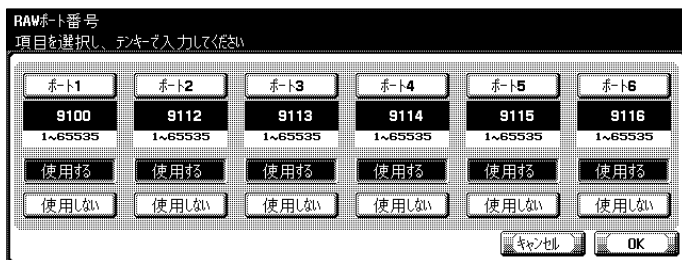 RAWポート番号
項目を選択し、テンキーで入力してください
ポート1 ポート2 ポート3 ポート4 ポート5 ポート6
9100 9112 9113 9114 9115 9116
1~65535 1~65535 1~65535 1~65535 1~65535 1~65535
使用する 使用する 使用する 使用する 使用する 使用する
使用しない 使用しない 使用しない 使用しない 使用しない 使用しない
キャンセル OK